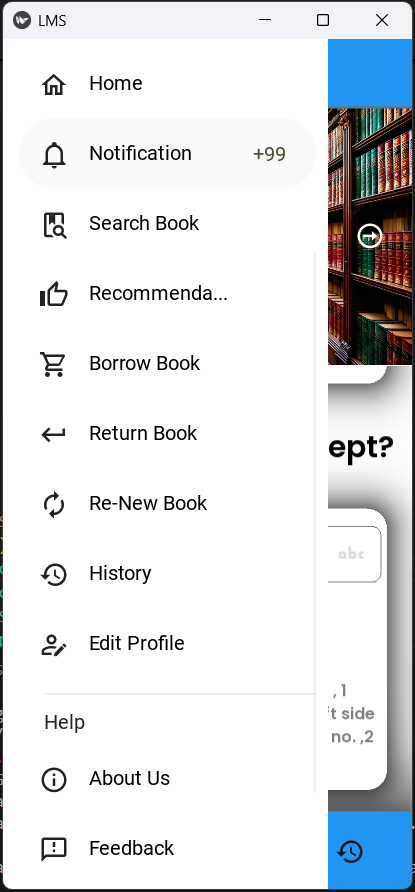 LMS
Home
Notification +99
Search Book
Recommenda...
Borrow Book
Return Book
Re-New Book
History
Edit Profile
Help
About Us
Feedback
ept?
abc
, 1
't side
no. ,2